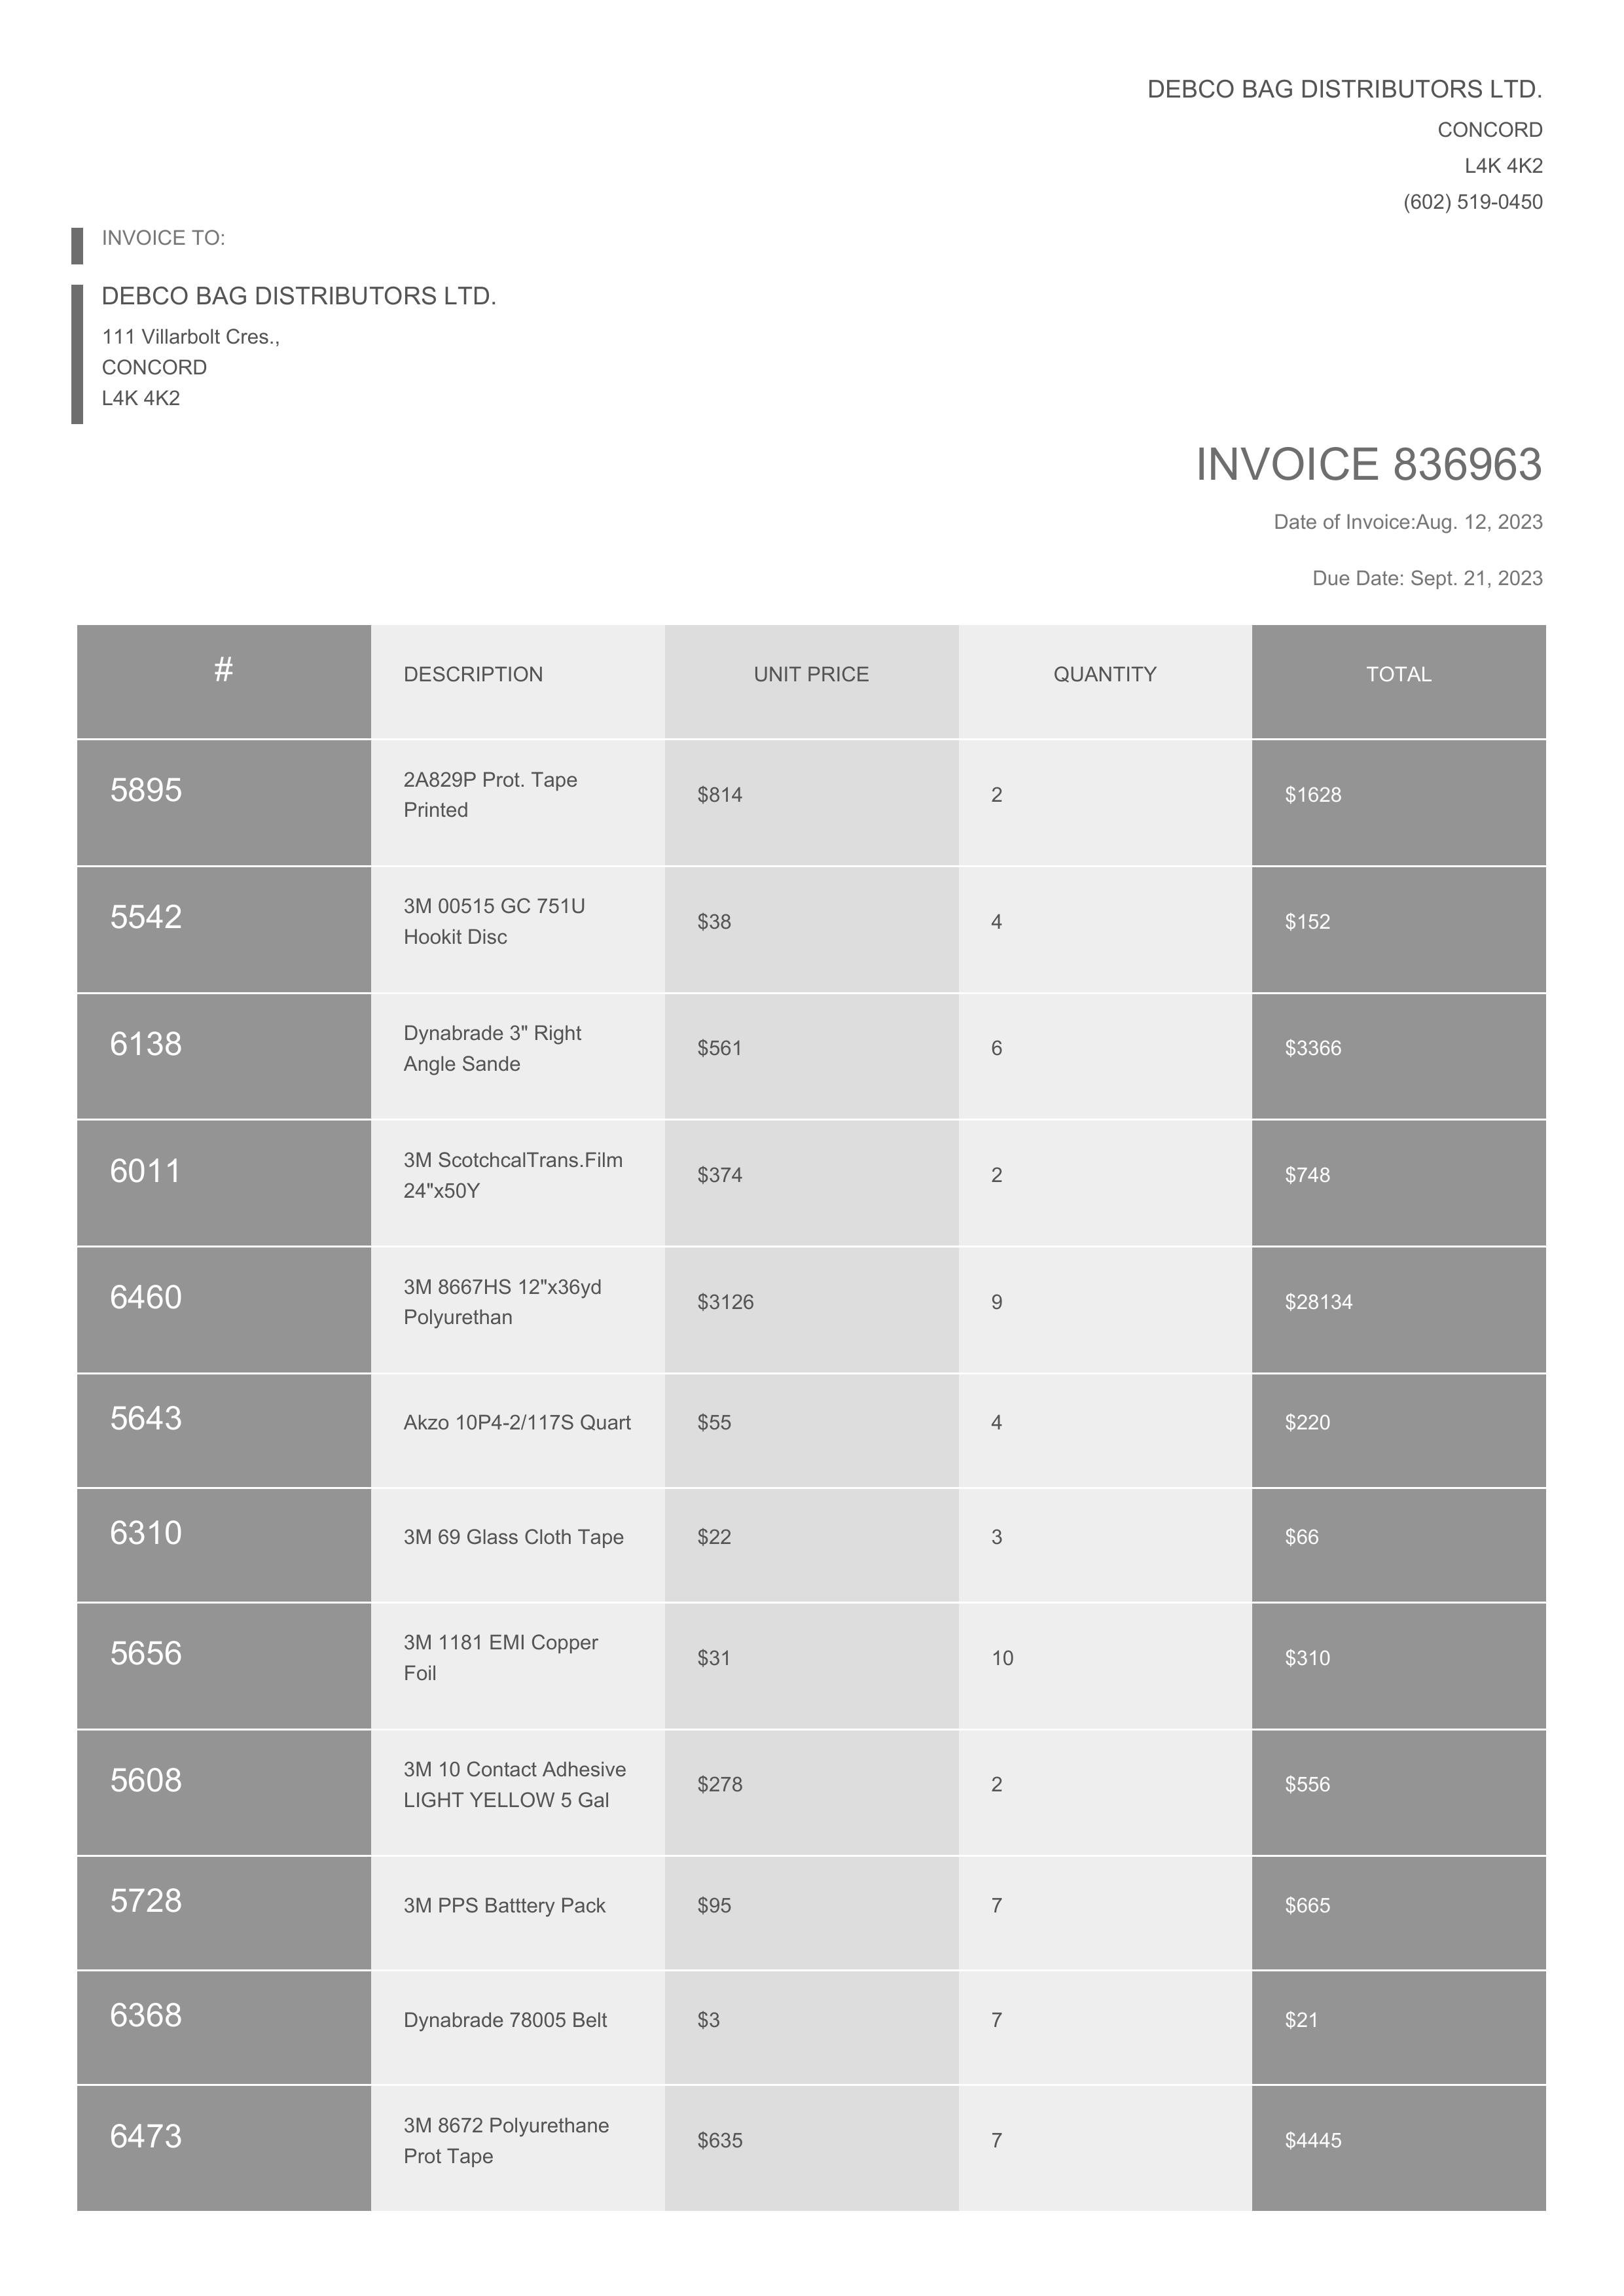 DEBCO BAG DISTRIBUTORS LTD.
CONCORD
L4K 4K2
(602) 519-0450
INVOICE TO:
DEBCO BAG DISTRIBUTORS LTD.
111 Villarbolt Cres.,
CONCORD
L4K 4K2
INVOICE 836963
Date of Invoice:Aug. 12, 2023
Due Date: Sept. 21, 2023
# DESCRIPTION UNIT PRICE QUANTITY TOTAL
5895 2A829P Prot. Tape
Printed $814 2 $1628
5542 3M 00515 GC 751U
Hookit Disc $38 4 $152
6138 Dynabrade 3" Right
Angle Sande $561 6 $3366
6011 3M ScotchcalTrans.Film
24"x50Y $374 2 $748
6460 3M 8667HS 12"x36yd
Polyurethan $3126 9 $28134
5643 Akzo 10P4-2/117S Quart $55 4 $220
6310 3M 69 Glass Cloth Tape $22 3 $66
5656 3M 1181 EMI Copper
Foil $31 10 $310
5608 3M 10 Contact Adhesive
LIGHT YELLOW 5 Gal $278 2 $556
5728 3M PPS Batttery Pack $95 7 $665
6368 Dynabrade 78005 Belt $3 7 $21
6473 3M 8672 Polyurethane
Prot Tape $635 7 $4445